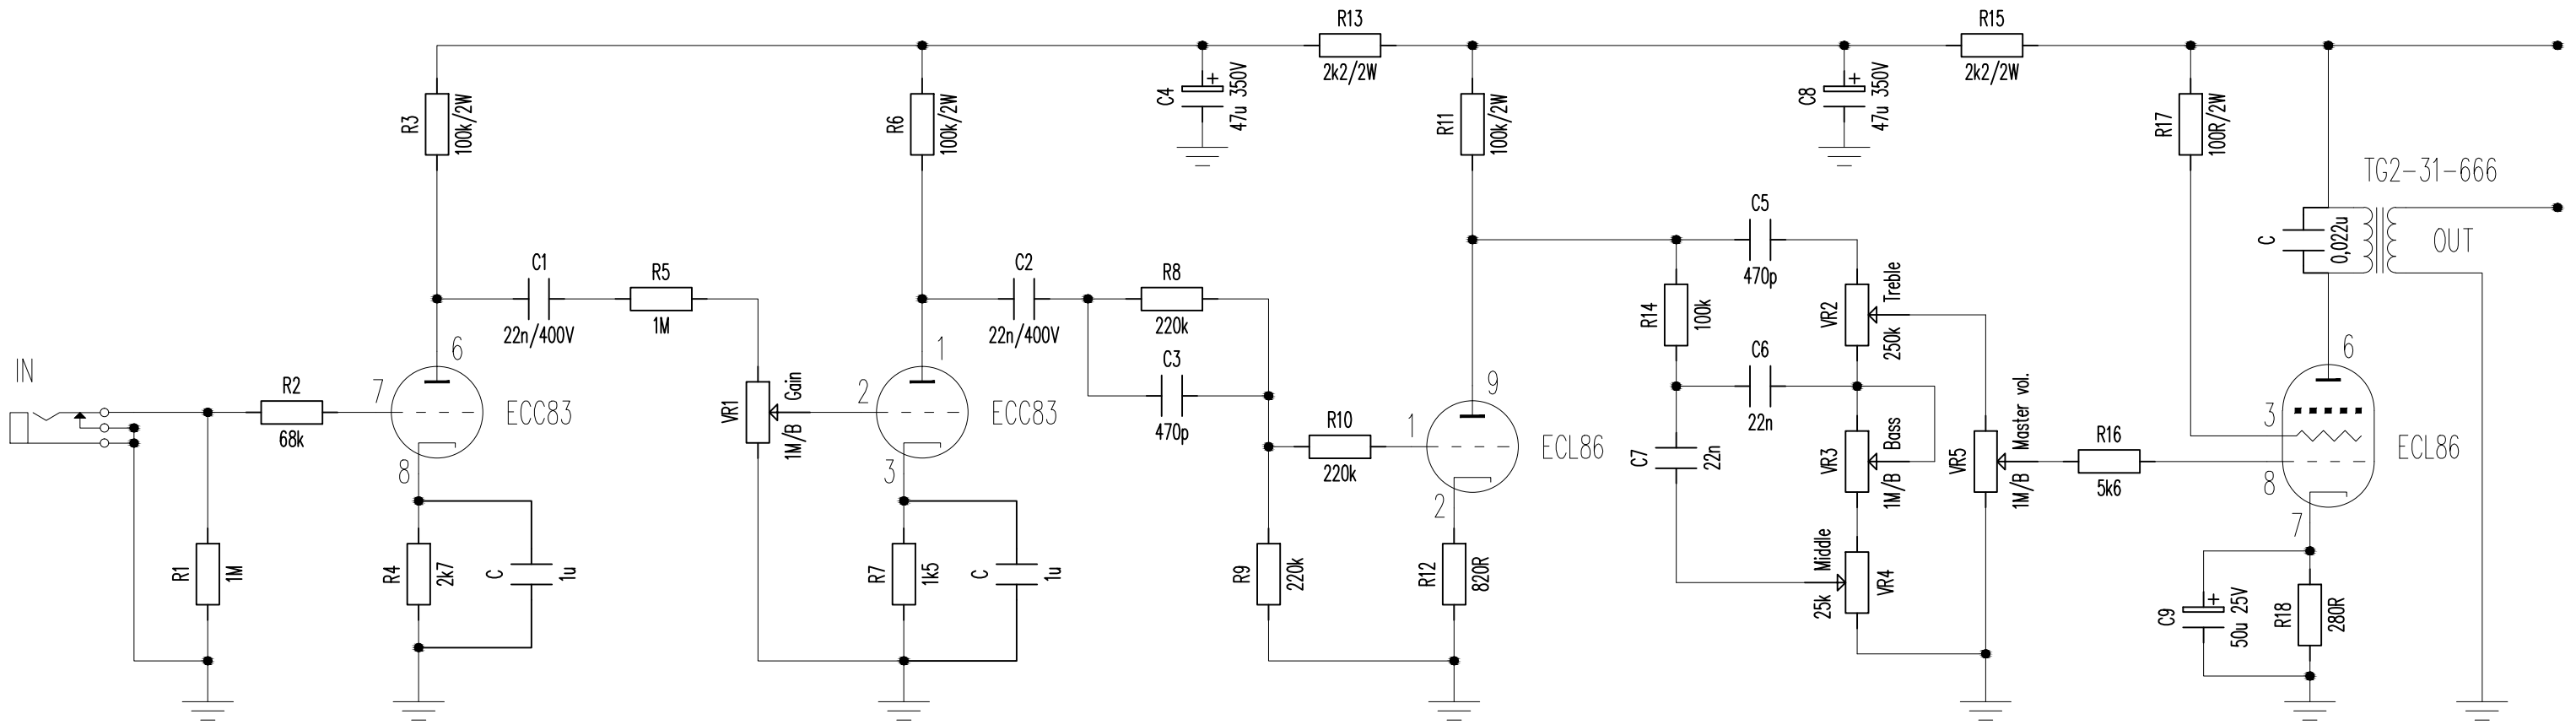 R13
2k2/2W
R15
2k2/2W
R3
100k/2W
R6
100k/2W
C4
+
47u 350V
R11
100k/2W
C8
+
47u 350V
R17
100R/2W
TG2-31-666
C
0,022u
OUT
C1
22n/400V
R5
1M
C2
22n/400V
R8
220k
C3
470p
C5
470p
R14
100k
VR2
Treble
250k
C6
22n
IN
R2
68k
7
6
8
ECC83
VR1
Gain
1M/B
2
1
3
ECC83
R10
220k
1
9
2
ECL86
C7
22n
VR3
Bass
1M/B
VR5
Master vol.
1M/B
R16
5k6
6
3
8
7
ECL86
R1
1M
R4
2k7
C
1u
R7
1k5
C
1u
R9
220k
R12
820R
Middle
25k
VR4
C9
+
50u 25V
R18
280R